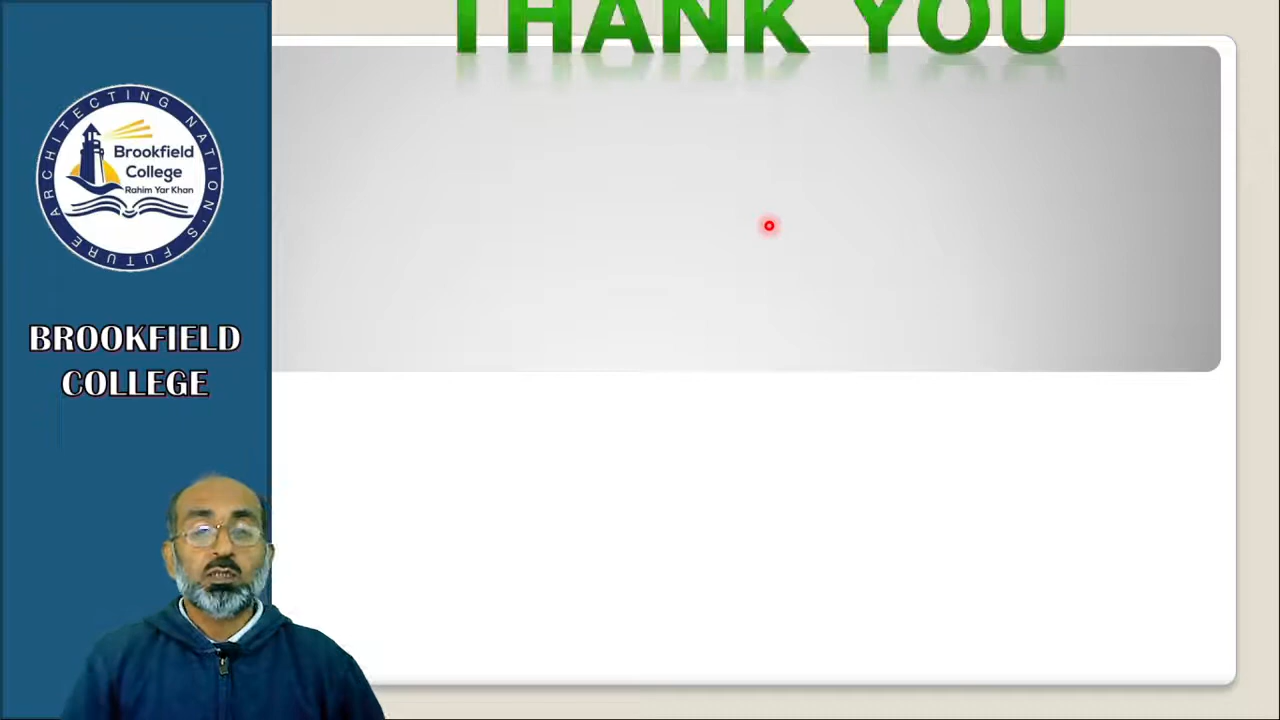 THANK YOU
ARCHITECTING NATION'S FUTURE
Brookfield
College
Rahim Yar Khan
BROOKFIELD
COLLEGE